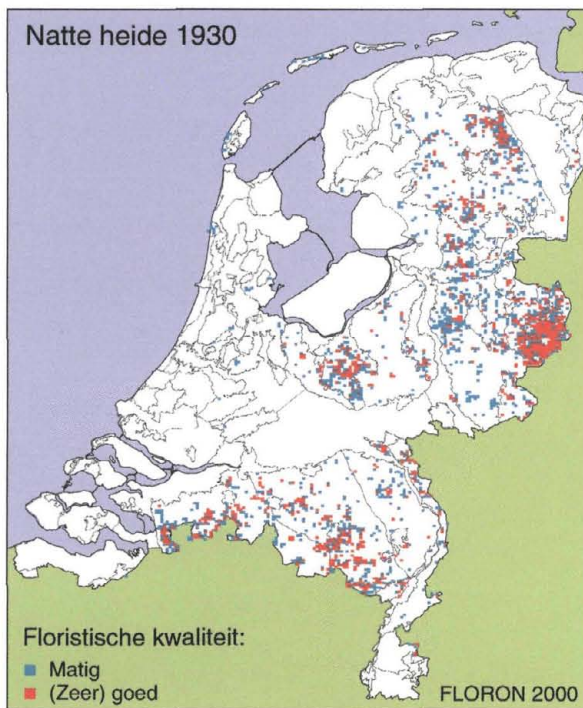 Natte heide 1930
Floristische kwaliteit:
Matig
(Zeer) goed
FLORON 2000